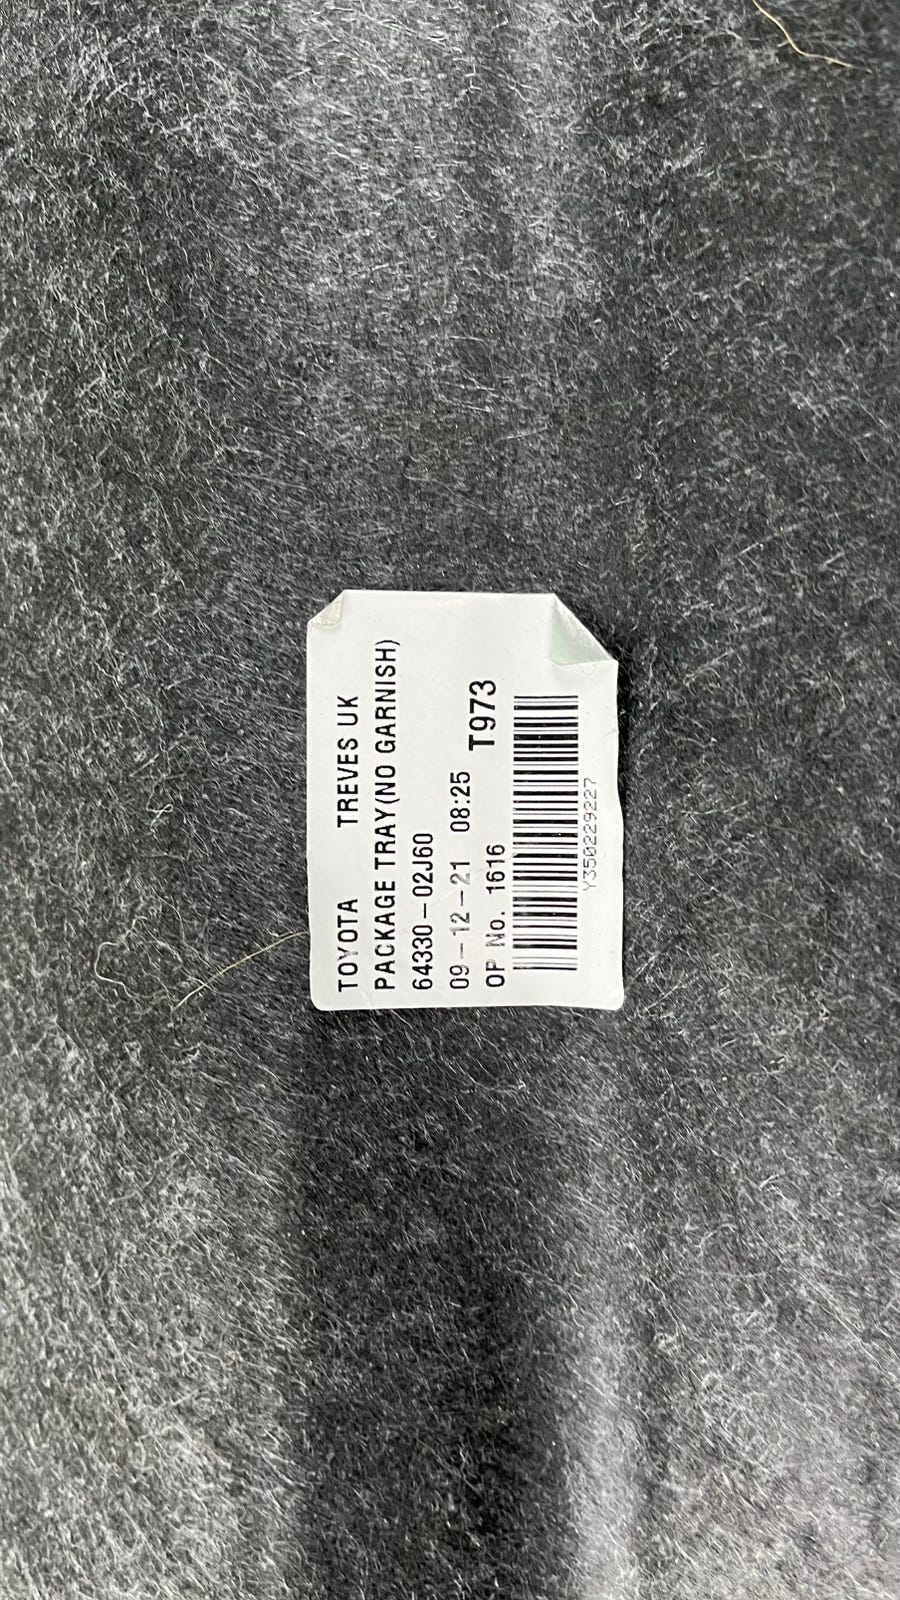 TOYOTA TREVES UK
PACKAGE TRAY(NO GARNISH)
64330-02J60
09-12-21 08:25
OP No. 1616 T973
Y350229227